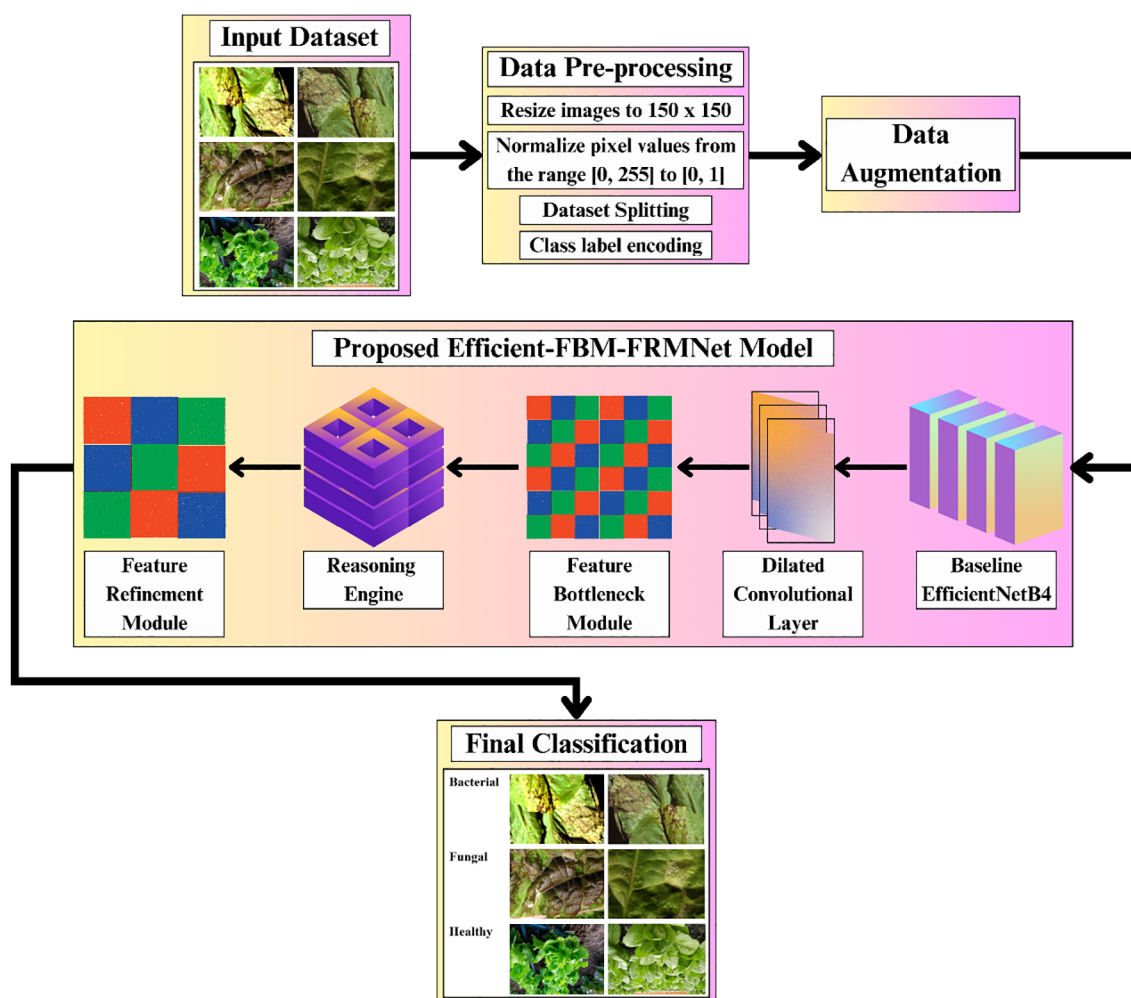 Input Dataset
Data Pre-processing
Resize images to 150 x 150
Normalize pixel values from
the range [0, 255] to [0, 1]
Dataset Splitting
Class label encoding
Data
Augmentation
Proposed Efficient-FBM-FRMNet Model
Feature
Refinement
Module
Reasoning
Engine
Feature
Bottleneck
Module
Dilated
Convolutional
Layer
Baseline
EfficientNetB4
Final Classification
Bacterial
Fungal
Healthy